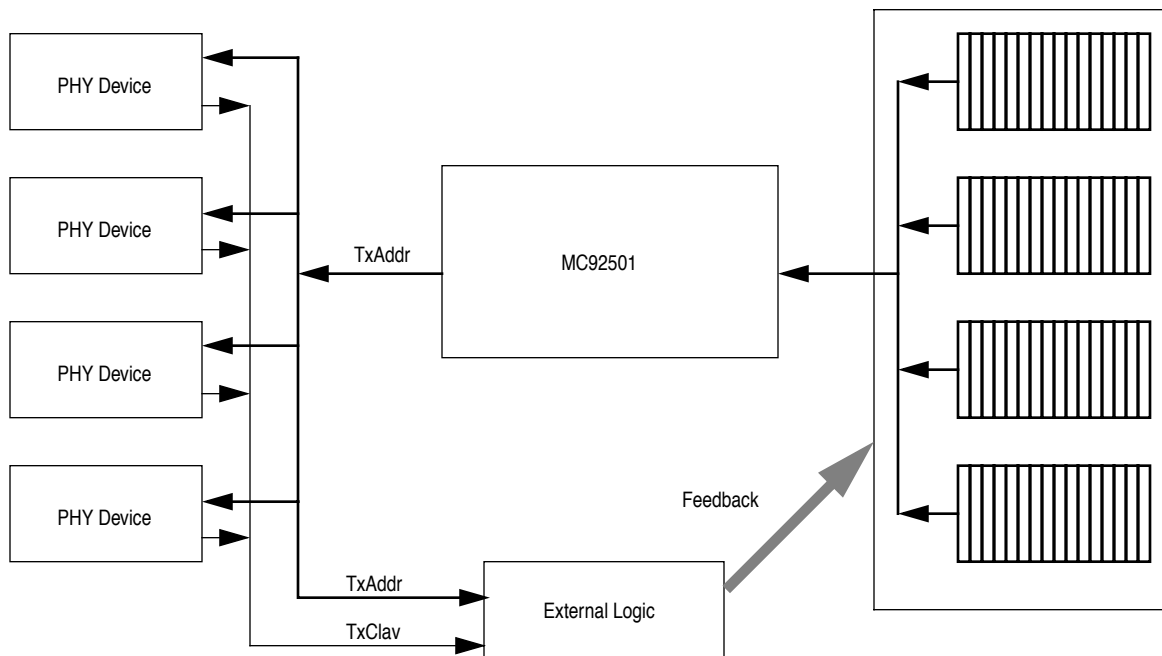 PHY Device
PHY Device
TxAddr
MC92501
PHY Device
PHY Device
Feedback
TxAddr
External Logic
TxClav